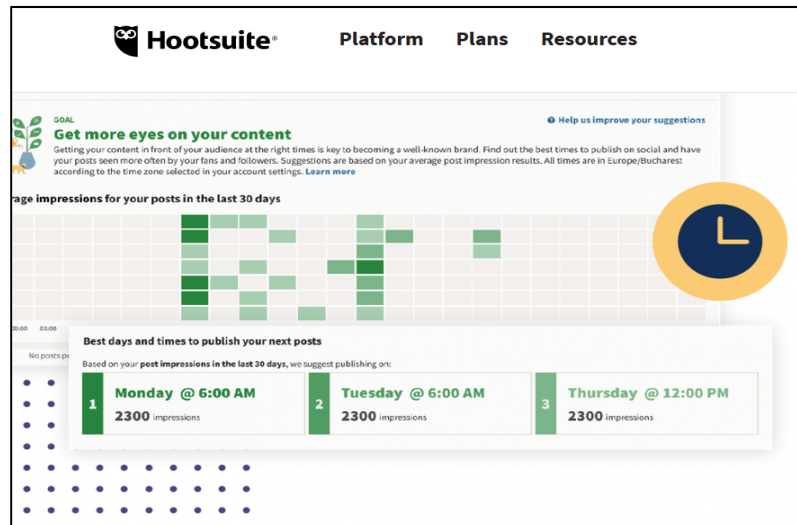 Hootsuite®
Platform
Plans
Resources
GOAL
Get more eyes on your content
Help us improve your suggestions
Getting your content in front of your audience at the right times is key to becoming a well-known brand. Find out the best times to publish on social and have
your posts seen more often by your fans and followers. Suggestions are based on your average post impression results. All times are in Europe/Bucharest
according to the time zone selected in your account settings. Learn more
rage impressions for your posts in the last 30 days
00:00 01:00
No posts pe
Best days and times to publish your next posts
Based on your post impressions in the last 30 days, we suggest publishing on:
1
Monday @ 6:00 AM
2300 impressions
2
Tuesday @ 6:00 AM
2300 impressions
3
Thursday @ 12:00 PM
2300 impressions